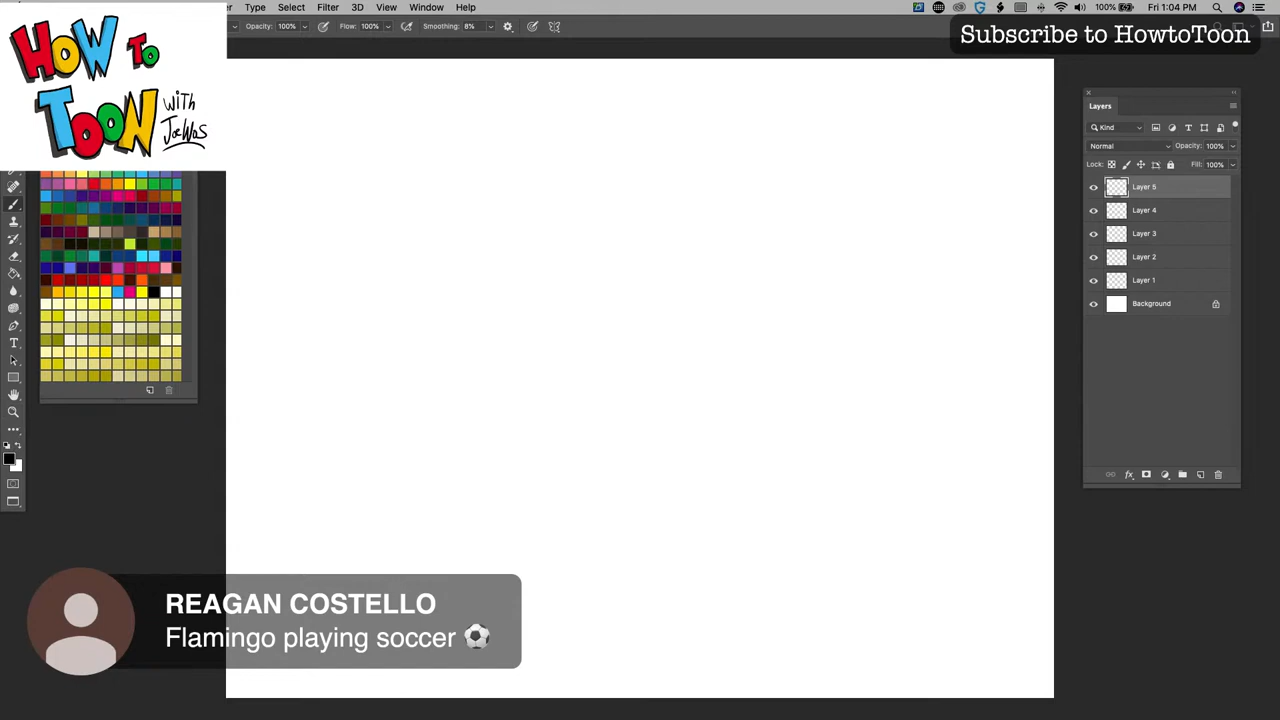 Type Select Filter 3D View Window Help
100% Fri 1:04 PM
Opacity: 100% Flow: 100% Smoothing: 8%
Subscribe to HowtoToon
HOW TO
TOON
WITH
JoeWos
Layers
Kind
Normal Opacity: 100%
Lock: Fill: 100%
Layer 5
Layer 4
Layer 3
Layer 2
Layer 1
Background
fx
REAGAN COSTELLO
Flamingo playing soccer ⚽